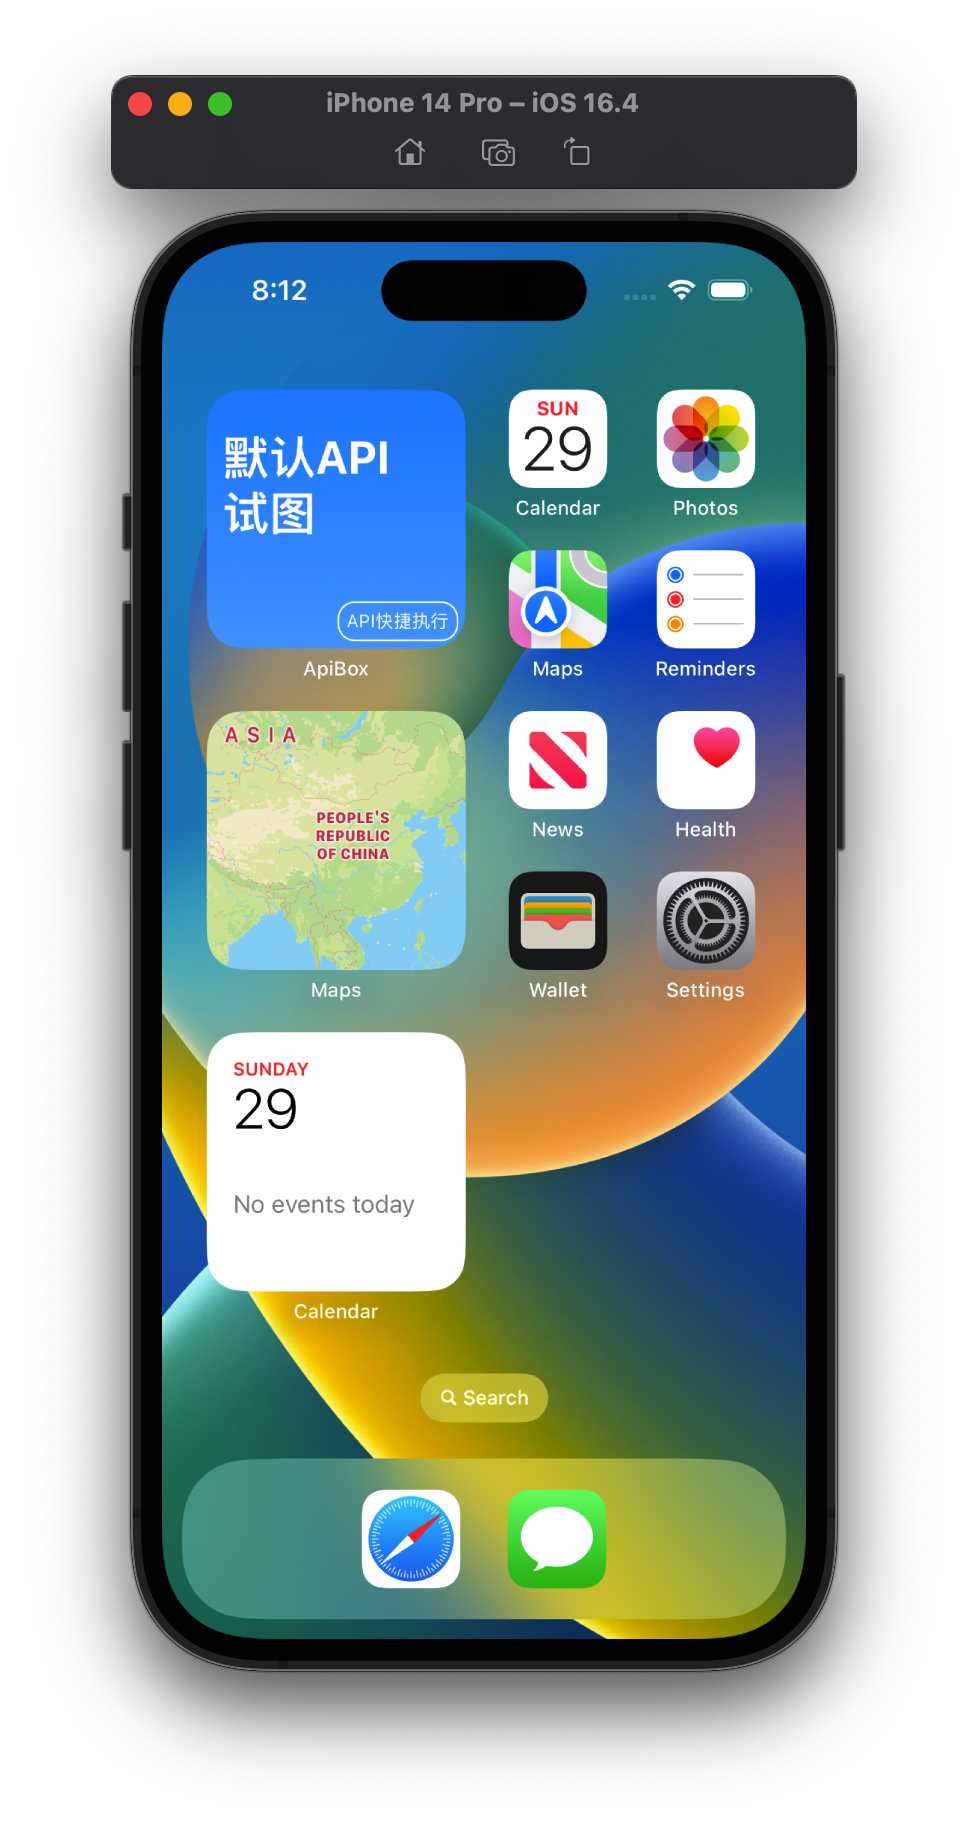 iPhone 14 Pro – iOS 16.4
8:12
默认API
试图
API快捷执行
ApiBox
SUN
29
Calendar
Photos
Maps
Reminders
ASIA
PEOPLE'S
REPUBLIC
OF CHINA
Maps
News
Health
Wallet
Settings
SUNDAY
29
No events today
Calendar
Search